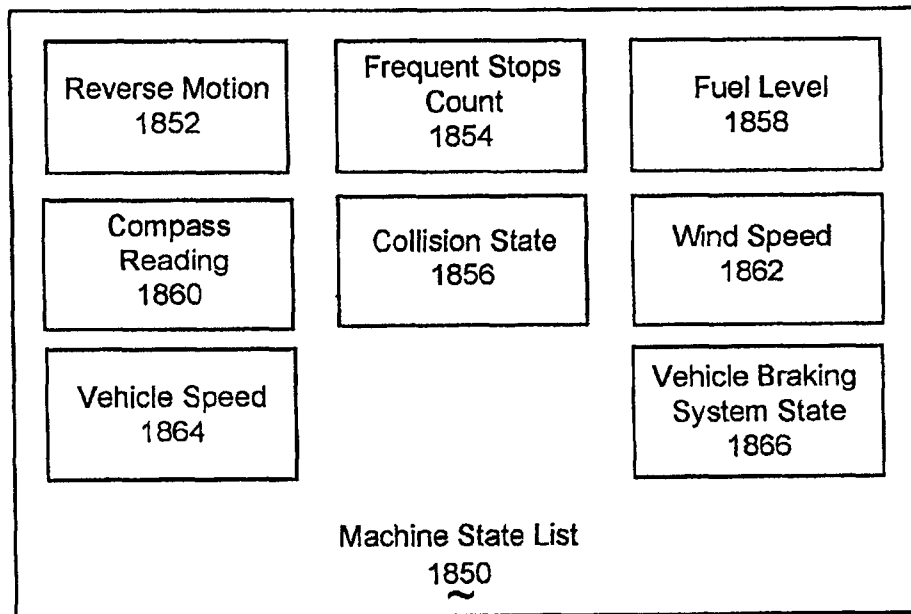 Reverse Motion
1852
Frequent Stops
Count
1854
Fuel Level
1858
Compass
Reading
1860
Collision State
1856
Wind Speed
1862
Vehicle Speed
1864
Vehicle Braking
System State
1866
Machine State List
1850